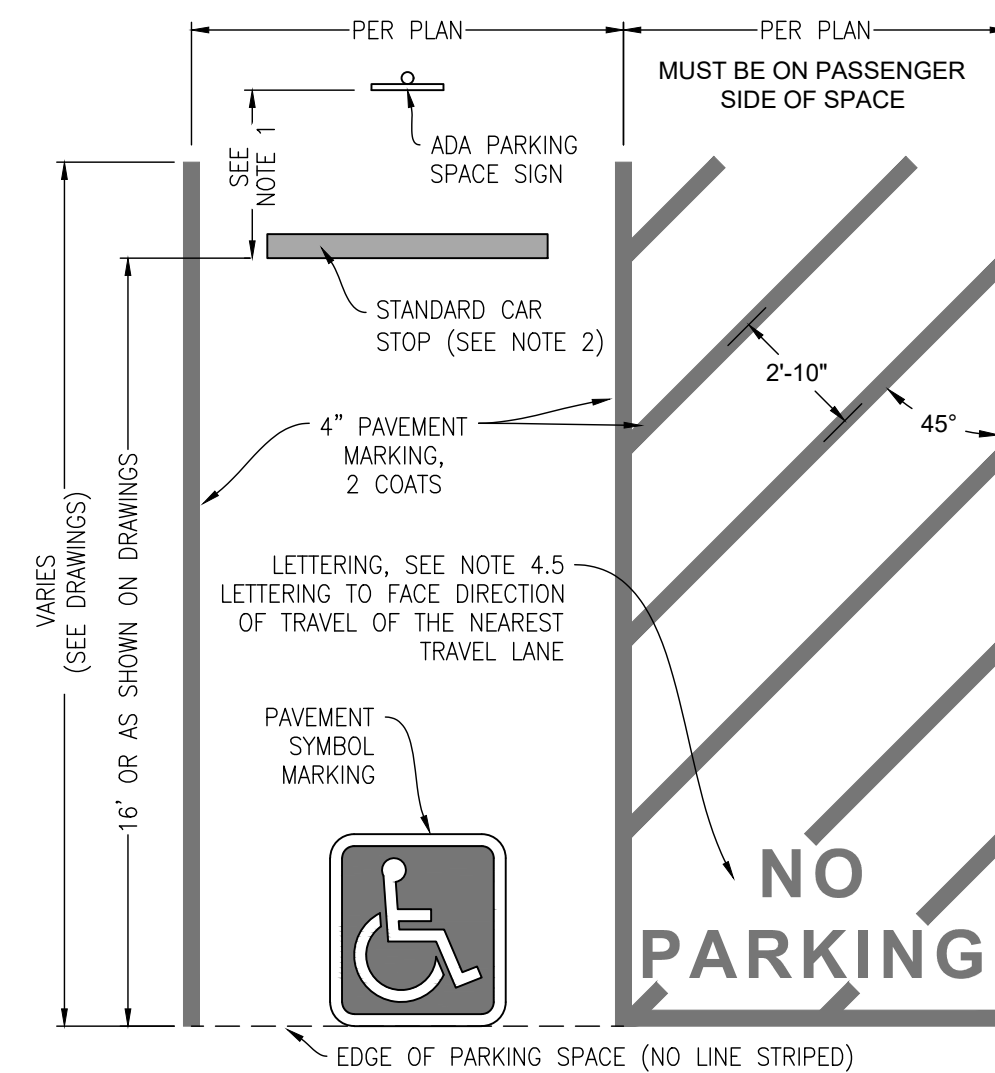 PER PLAN
PER PLAN
MUST BE ON PASSENGER
SIDE OF SPACE
SEE
NOTE 1
ADA PARKING
SPACE SIGN
STANDARD CAR
STOP (SEE NOTE 2)
2'-10"
45°
4" PAVEMENT
MARKING,
2 COATS
VARIES
(SEE DRAWINGS)
16' OR AS SHOWN ON DRAWINGS
LETTERING, SEE NOTE 4.5
LETTERING TO FACE DIRECTION
OF TRAVEL OF THE NEAREST
TRAVEL LANE
PAVEMENT
SYMBOL
MARKING
NO
PARKING
EDGE OF PARKING SPACE (NO LINE STRIPED)